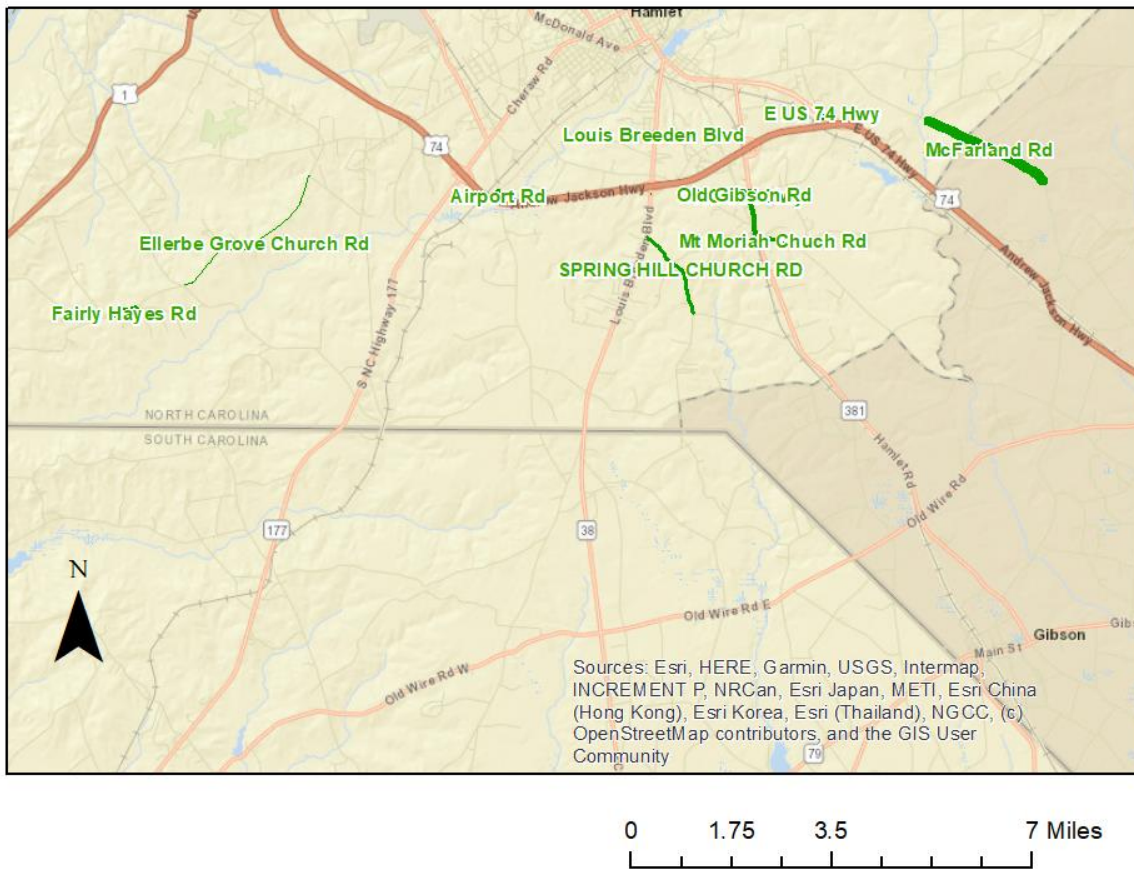 Hamlet
McDonald Ave
Cheraw Rd
1
74
E US 74 Hwy
Louis Breeden Blvd
E US 74 Hwy
McFarland Rd
Airport Rd
Andrew Jackson Hwy
Old Gibson Rd
74
Ellerbe Grove Church Rd
Mt Moriah Chuch Rd
SPRING HILL CHURCH RD
Louis Breeden Blvd
Andrew Jackson Hwy
Fairly Hayes Rd
S NC Highway 177
NORTH CAROLINA
SOUTH CAROLINA
381
Hamlet Rd
Old Wire Rd
177
38
N
Old Wire Rd E
Gibson
Main St
Old Wire Rd W
Sources: Esri, HERE, Garmin, USGS, Intermap,
INCREMENT P, NRCan, Esri Japan, METI, Esri China
(Hong Kong), Esri Korea, Esri (Thailand), NGCC, (c)
OpenStreetMap contributors, and the GIS User
Community
79
0 1.75 3.5 7 Miles